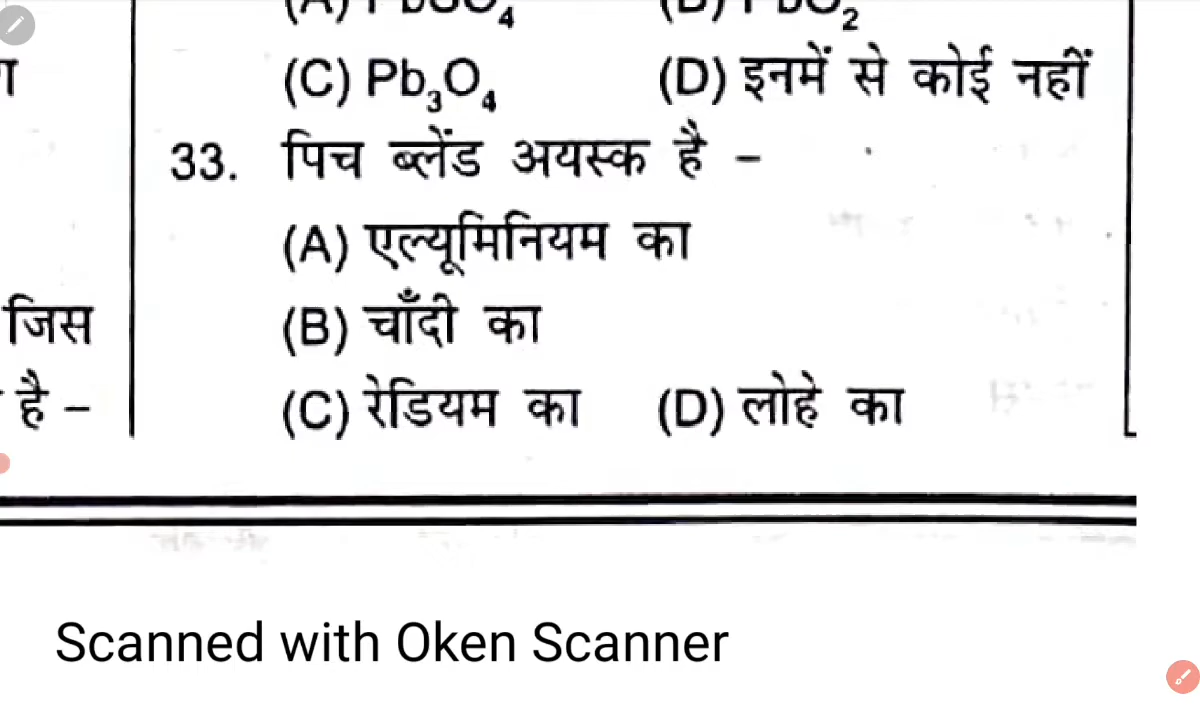 (C) Pb₃O₄ (D) इनमें से कोई नहीं
33. पिच ब्लेंड अयस्क है –
(A) एल्यूमिनियम का
(B) चाँदी का
(C) रेडियम का (D) लोहे का
जिस
है –
Scanned with Oken Scanner